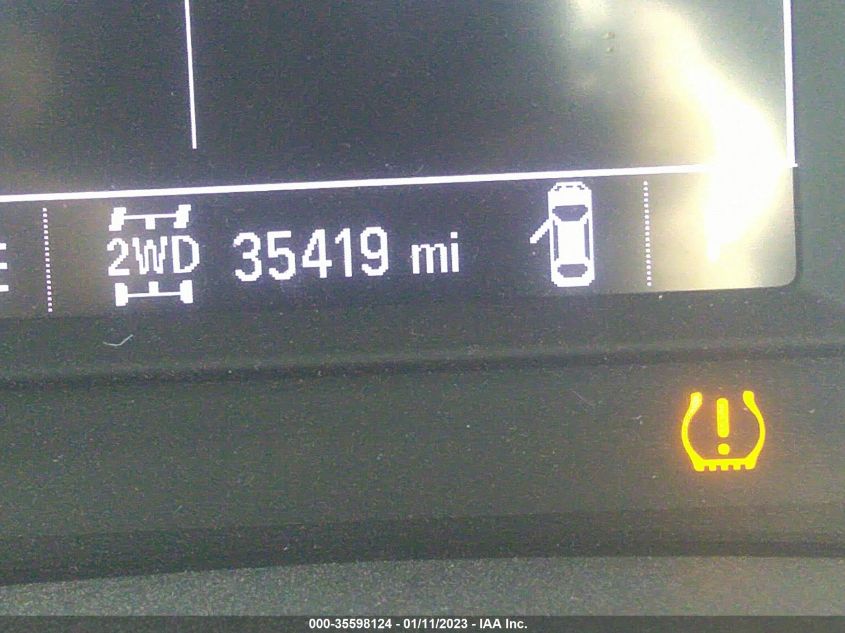 2WD 35419 mi
000-35598124 - 01/11/2023 - IAA Inc.